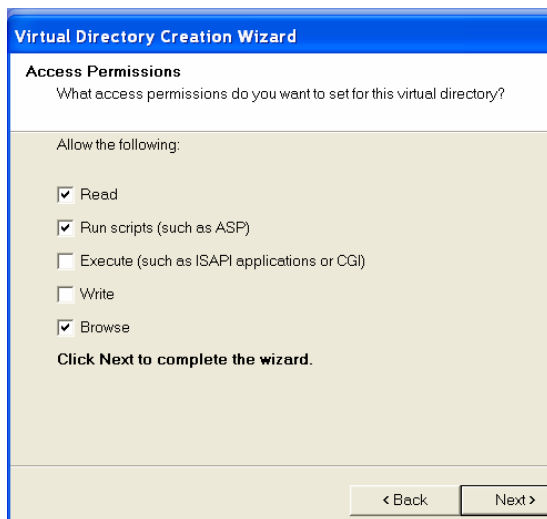 Virtual Directory Creation Wizard
Access Permissions
What access permissions do you want to set for this virtual directory?
Allow the following:
Read
Run scripts (such as ASP)
Execute (such as ISAPI applications or CGI)
Write
Browse
Click Next to complete the wizard.
< Back Next >